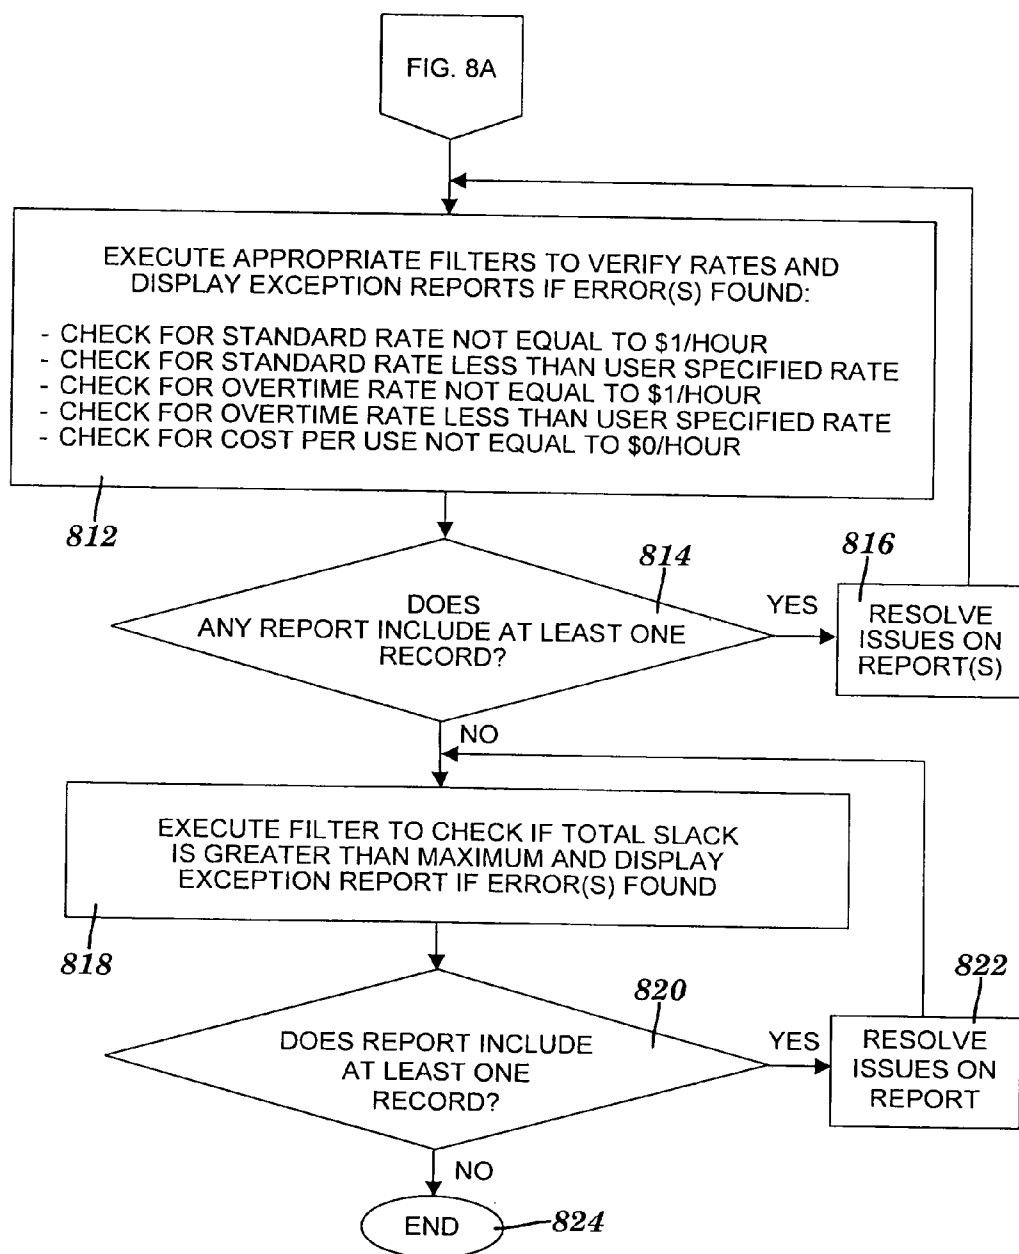 FIG. 8A
EXECUTE APPROPRIATE FILTERS TO VERIFY RATES AND
DISPLAY EXCEPTION REPORTS IF ERROR(S) FOUND:
- CHECK FOR STANDARD RATE NOT EQUAL TO $1/HOUR
- CHECK FOR STANDARD RATE LESS THAN USER SPECIFIED RATE
- CHECK FOR OVERTIME RATE NOT EQUAL TO $1/HOUR
- CHECK FOR OVERTIME RATE LESS THAN USER SPECIFIED RATE
- CHECK FOR COST PER USE NOT EQUAL TO $0/HOUR
812
814
816
DOES
ANY REPORT INCLUDE AT LEAST ONE
RECORD?
YES
RESOLVE
ISSUES ON
REPORT(S)
NO
EXECUTE FILTER TO CHECK IF TOTAL SLACK
IS GREATER THAN MAXIMUM AND DISPLAY
EXCEPTION REPORT IF ERROR(S) FOUND
818
820
822
DOES REPORT INCLUDE
AT LEAST ONE
RECORD?
YES
RESOLVE
ISSUES ON
REPORT
NO
END
824